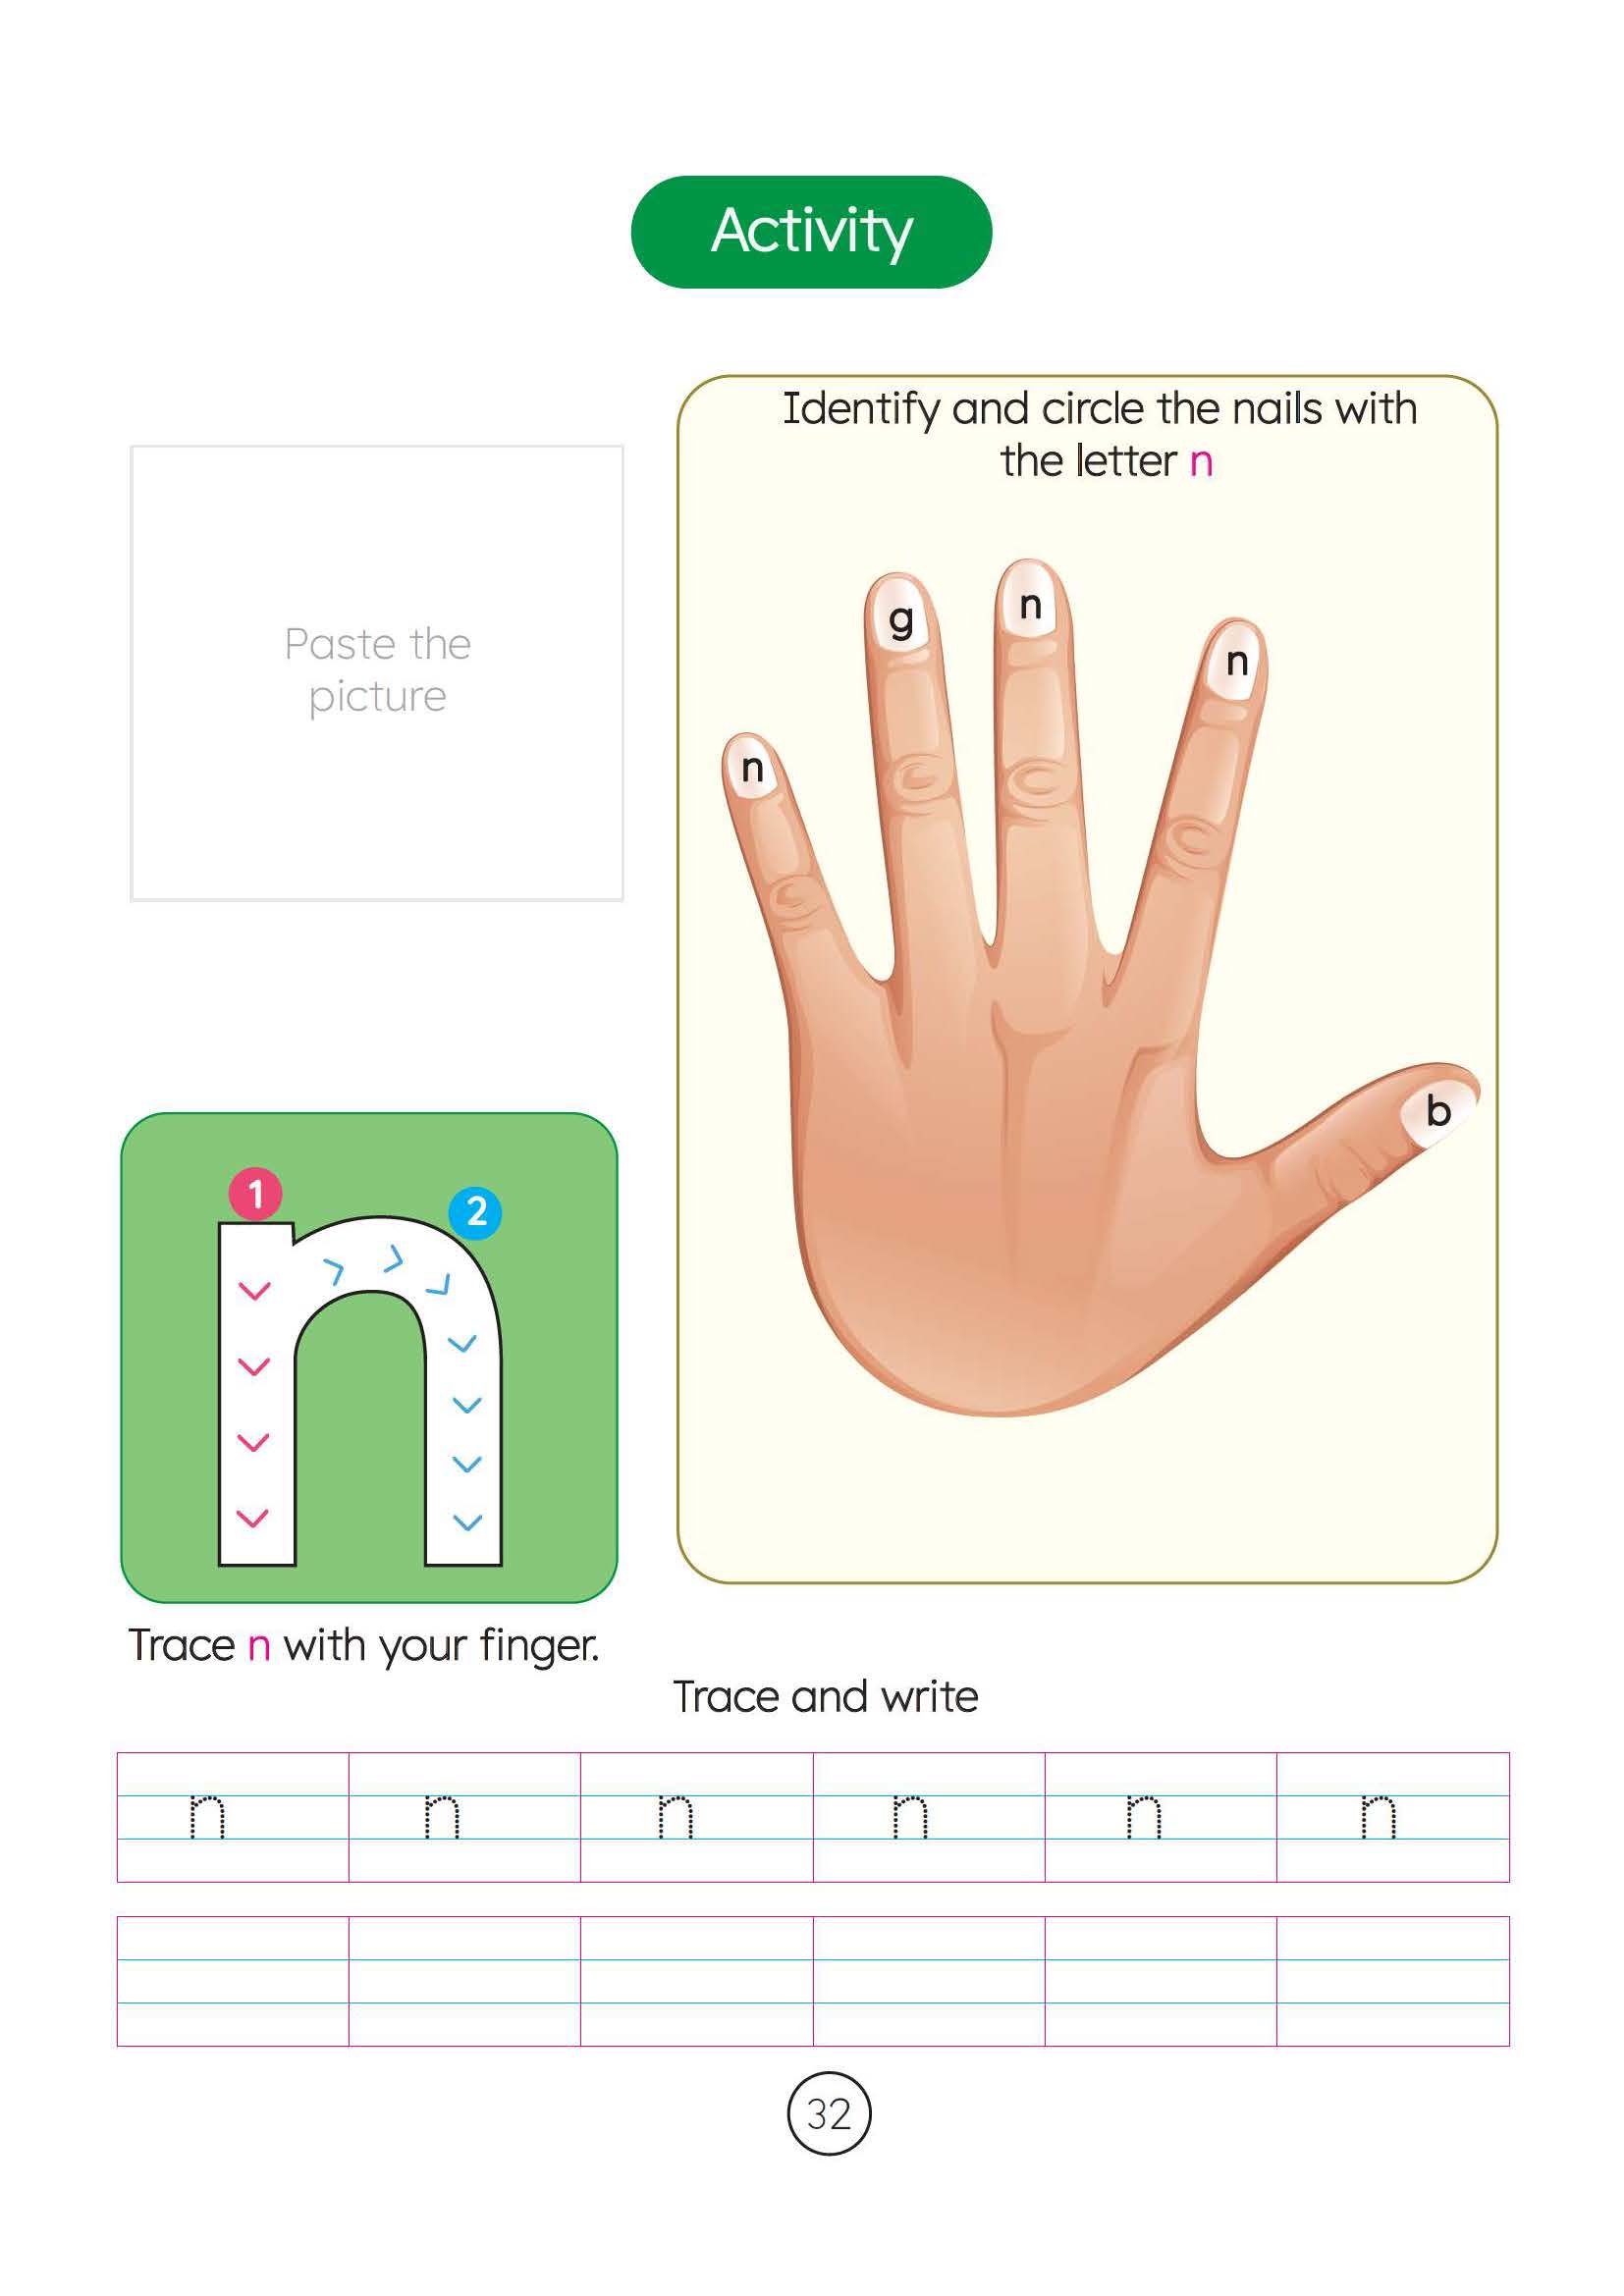 Activity
Identify and circle the nails with
the letter n
Paste the
picture
g
n
n
n
b
1
2
Trace n with your finger.
Trace and write
n n n n n n
32